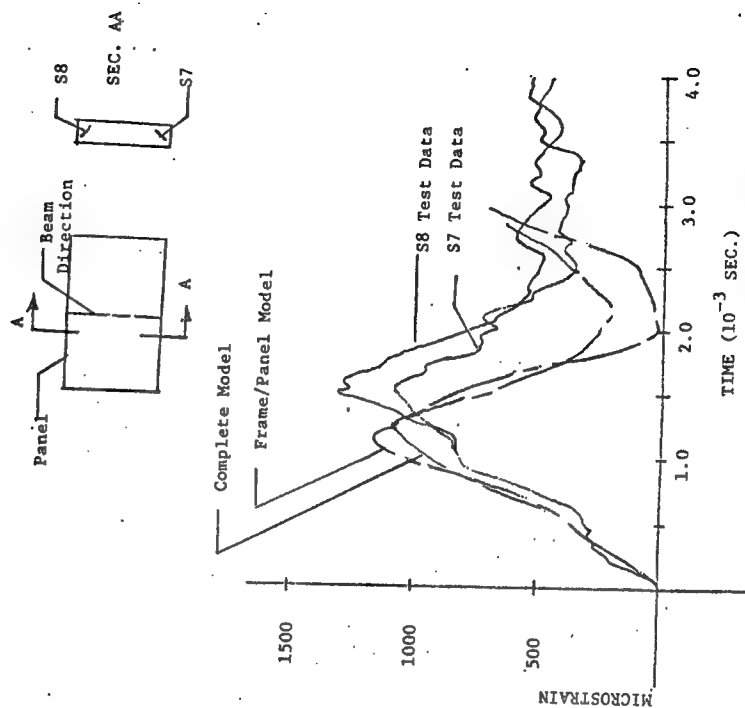 Panel
Beam
Direction
A
A
S8
SEC. AA
S7
Complete Model
Frame/Panel Model
S8 Test Data
S7 Test Data
MICROSTRAIN
1500
1000
500
1.0
2.0
3.0
4.0
TIME (10⁻³ SEC.)